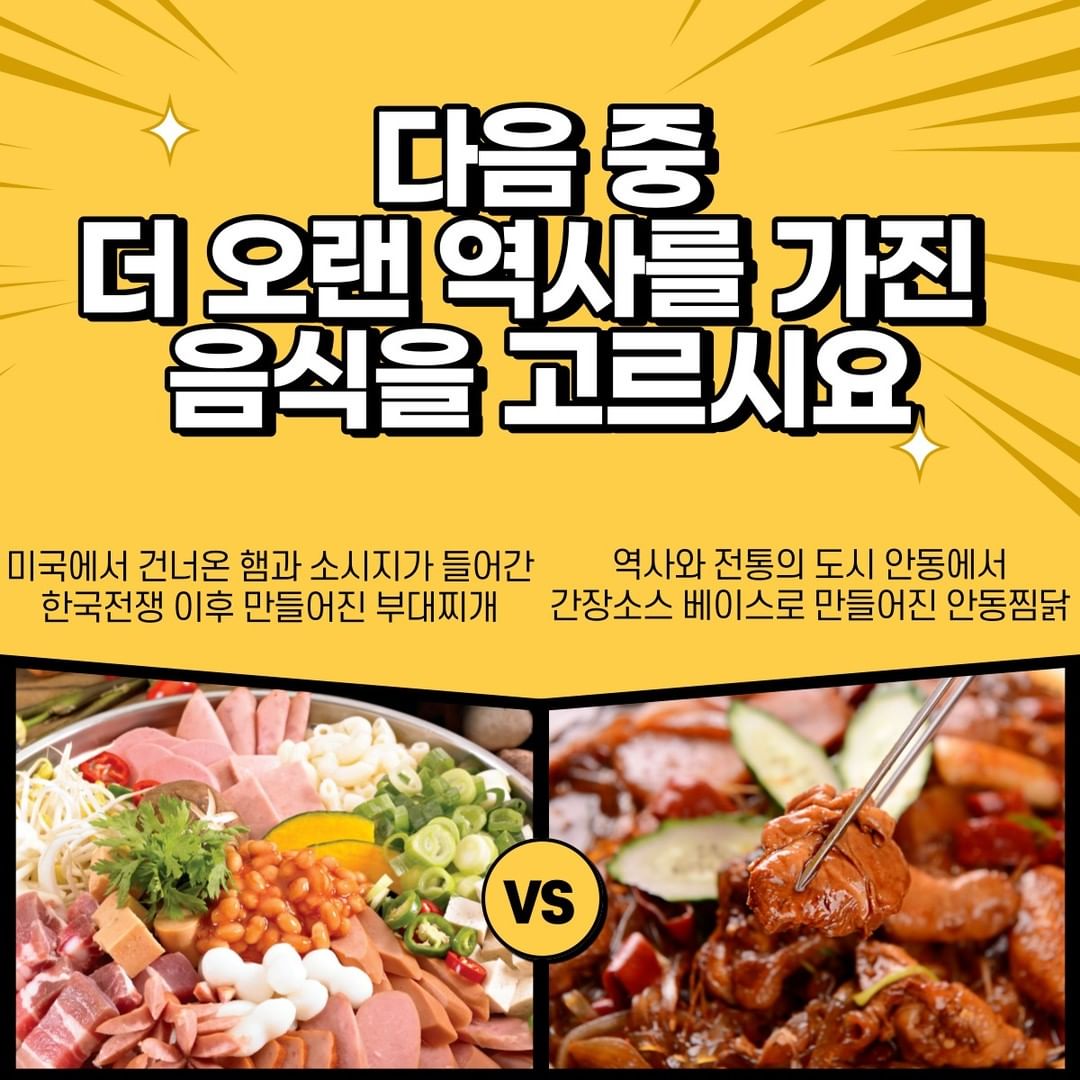 다음 중
더 오랜 역사를 가진
음식을 고르시요
미국에서 건너온 햄과 소시지가 들어간
한국전쟁 이후 만들어진 부대찌개
역사와 전통의 도시 안동에서
간장소스 베이스로 만들어진 안동찜닭
VS